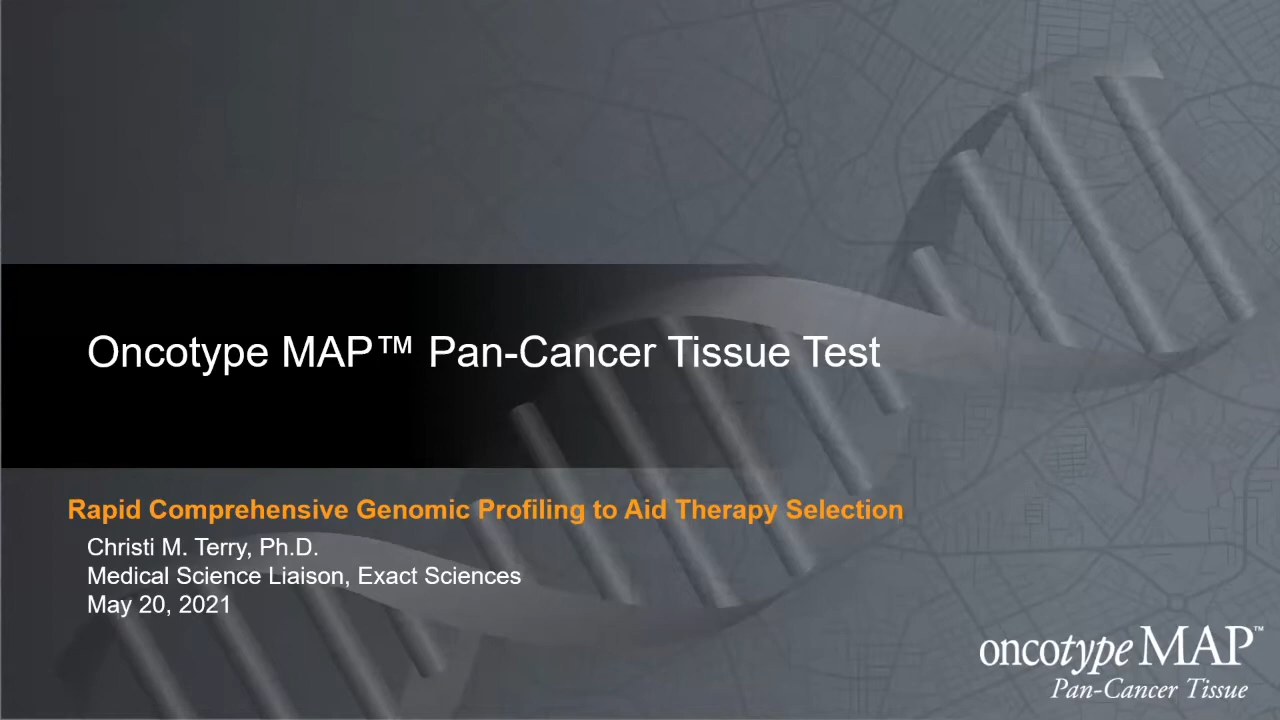 Oncotype MAP™ Pan-Cancer Tissue Test
Rapid Comprehensive Genomic Profiling to Aid Therapy Selection
Christi M. Terry, Ph.D.
Medical Science Liaison, Exact Sciences
May 20, 2021
oncotype MAP™
Pan-Cancer Tissue